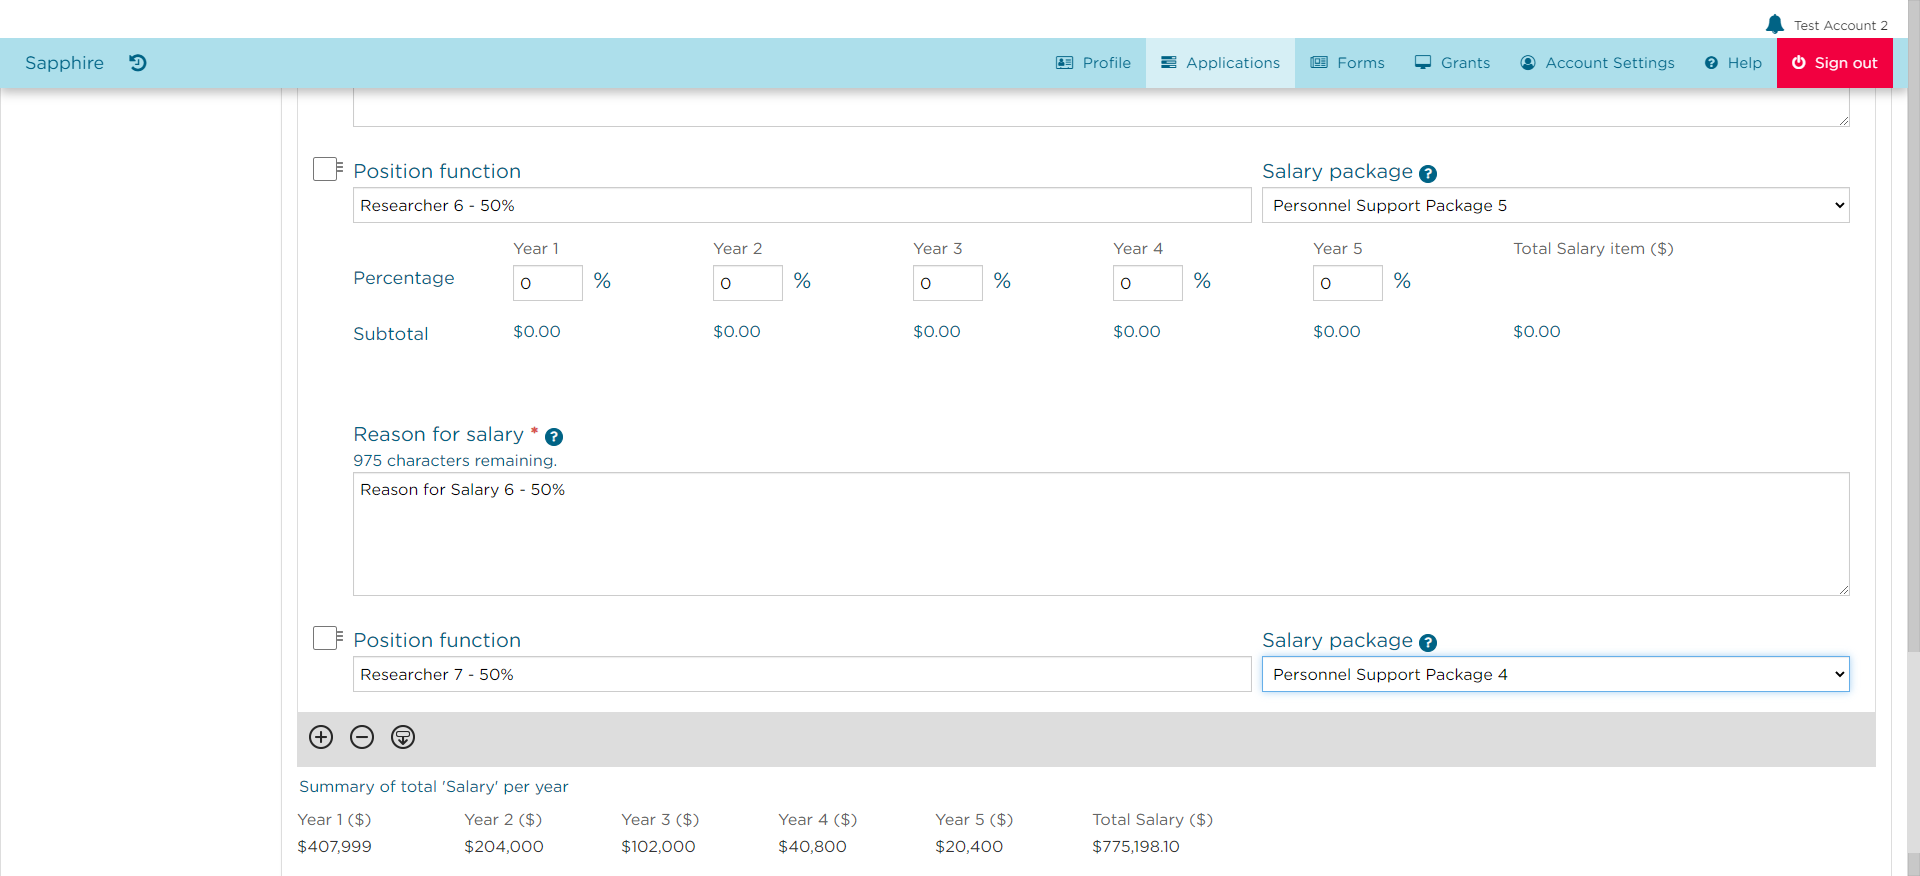 Test Account 2
Sapphire Profile Applications Forms Grants Account Settings Help Sign out
Position function Salary package
Researcher 6 - 50% Personnel Support Package 5
Year 1 Year 2 Year 3 Year 4 Year 5 Total Salary item ($)
Percentage 0 % 0 % 0 % 0 % 0 %
Subtotal $0.00 $0.00 $0.00 $0.00 $0.00 $0.00
Reason for salary *
975 characters remaining.
Reason for Salary 6 - 50%
Position function Salary package
Researcher 7 - 50% Personnel Support Package 4
Summary of total 'Salary' per year
Year 1 ($) Year 2 ($) Year 3 ($) Year 4 ($) Year 5 ($) Total Salary ($)
$407,999 $204,000 $102,000 $40,800 $20,400 $775,198.10